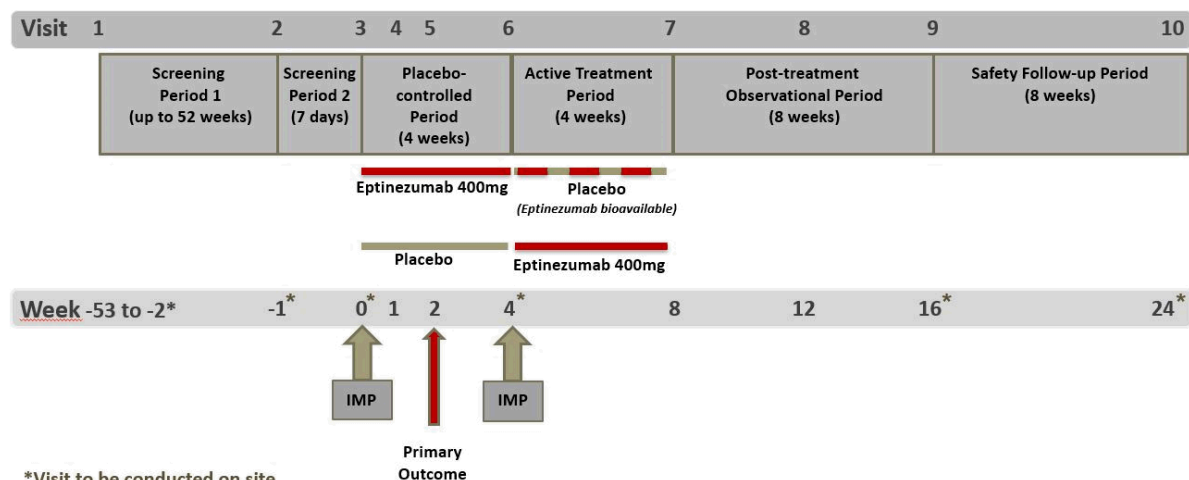 Visit 1 2 3 4 5 6 7 8 9 10
Screening
Period 1
(up to 52 weeks)
Screening
Period 2
(7 days)
Placebo-
controlled
Period
(4 weeks)
Active Treatment
Period
(4 weeks)
Post-treatment
Observational Period
(8 weeks)
Safety Follow-up Period
(8 weeks)
Eptinezumab 400mg
Placebo
(Eptinezumab bioavailable)
Placebo
Eptinezumab 400mg
Week -53 to -2* -1* 0* 1 2 4* 8 12 16* 24*
IMP
IMP
Primary
Outcome
*Visit to be conducted on site